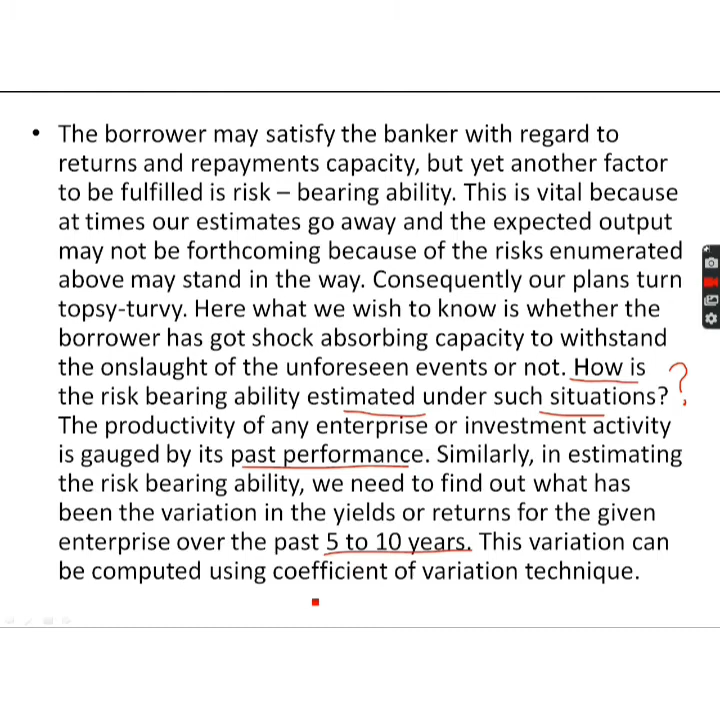 • The borrower may satisfy the banker with regard to
returns and repayments capacity, but yet another factor
to be fulfilled is risk – bearing ability. This is vital because
at times our estimates go away and the expected output
may not be forthcoming because of the risks enumerated
above may stand in the way. Consequently our plans turn
topsy-turvy. Here what we wish to know is whether the
borrower has got shock absorbing capacity to withstand
the onslaught of the unforeseen events or not. How is
the risk bearing ability estimated under such situations? ?
The productivity of any enterprise or investment activity
is gauged by its past performance. Similarly, in estimating
the risk bearing ability, we need to find out what has
been the variation in the yields or returns for the given
enterprise over the past 5 to 10 years. This variation can
be computed using coefficient of variation technique.